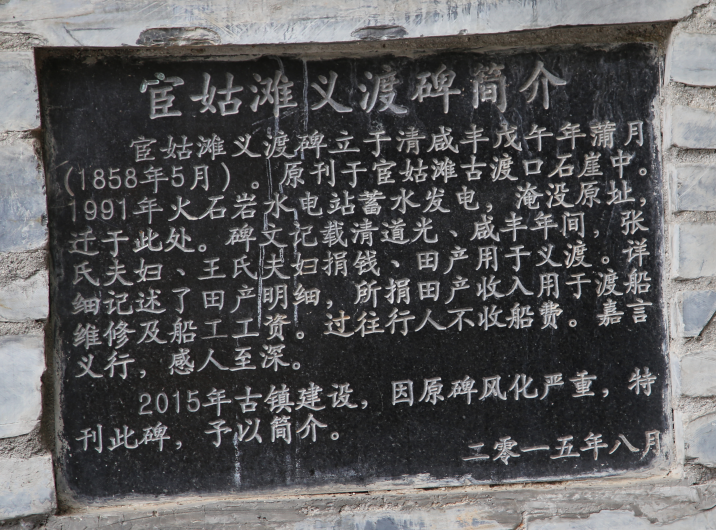 宦姑滩义渡碑简介
宦姑滩义渡碑立于清咸丰戊午年蒲月
(1858年5月)。原刊于宦姑滩古渡口石崖中。
1991年火石岩水电站蓄水发电，淹没原址，
迁于此处。碑文记载清道光、咸丰年间，张
氏夫妇、王氏夫妇捐钱、田产用于义渡。详
细记述了田产明细，所捐田产收入用于渡船
维修及船工工资。过往行人不收船费。嘉言
义行，感人至深。
2015年古镇建设，因原碑风化严重，特
刊此碑，予以简介。
二零一五年八月